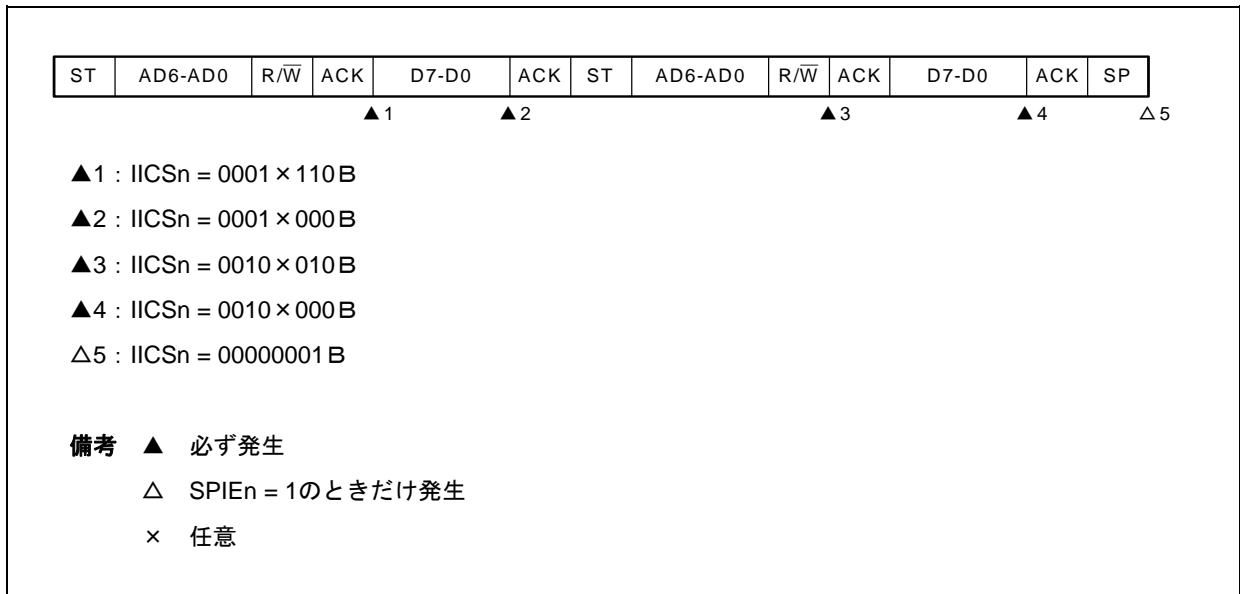 ST AD6-AD0 R/W̅ ACK D7-D0 ACK ST AD6-AD0 R/W̅ ACK D7-D0 ACK SP
▲1 ▲2 ▲3 ▲4 △5
▲1：IICSn = 0001×110B
▲2：IICSn = 0001×000B
▲3：IICSn = 0010×010B
▲4：IICSn = 0010×000B
△5：IICSn = 00000001B
備考 ▲ 必ず発生
△ SPIEn = 1のときだけ発生
× 任意